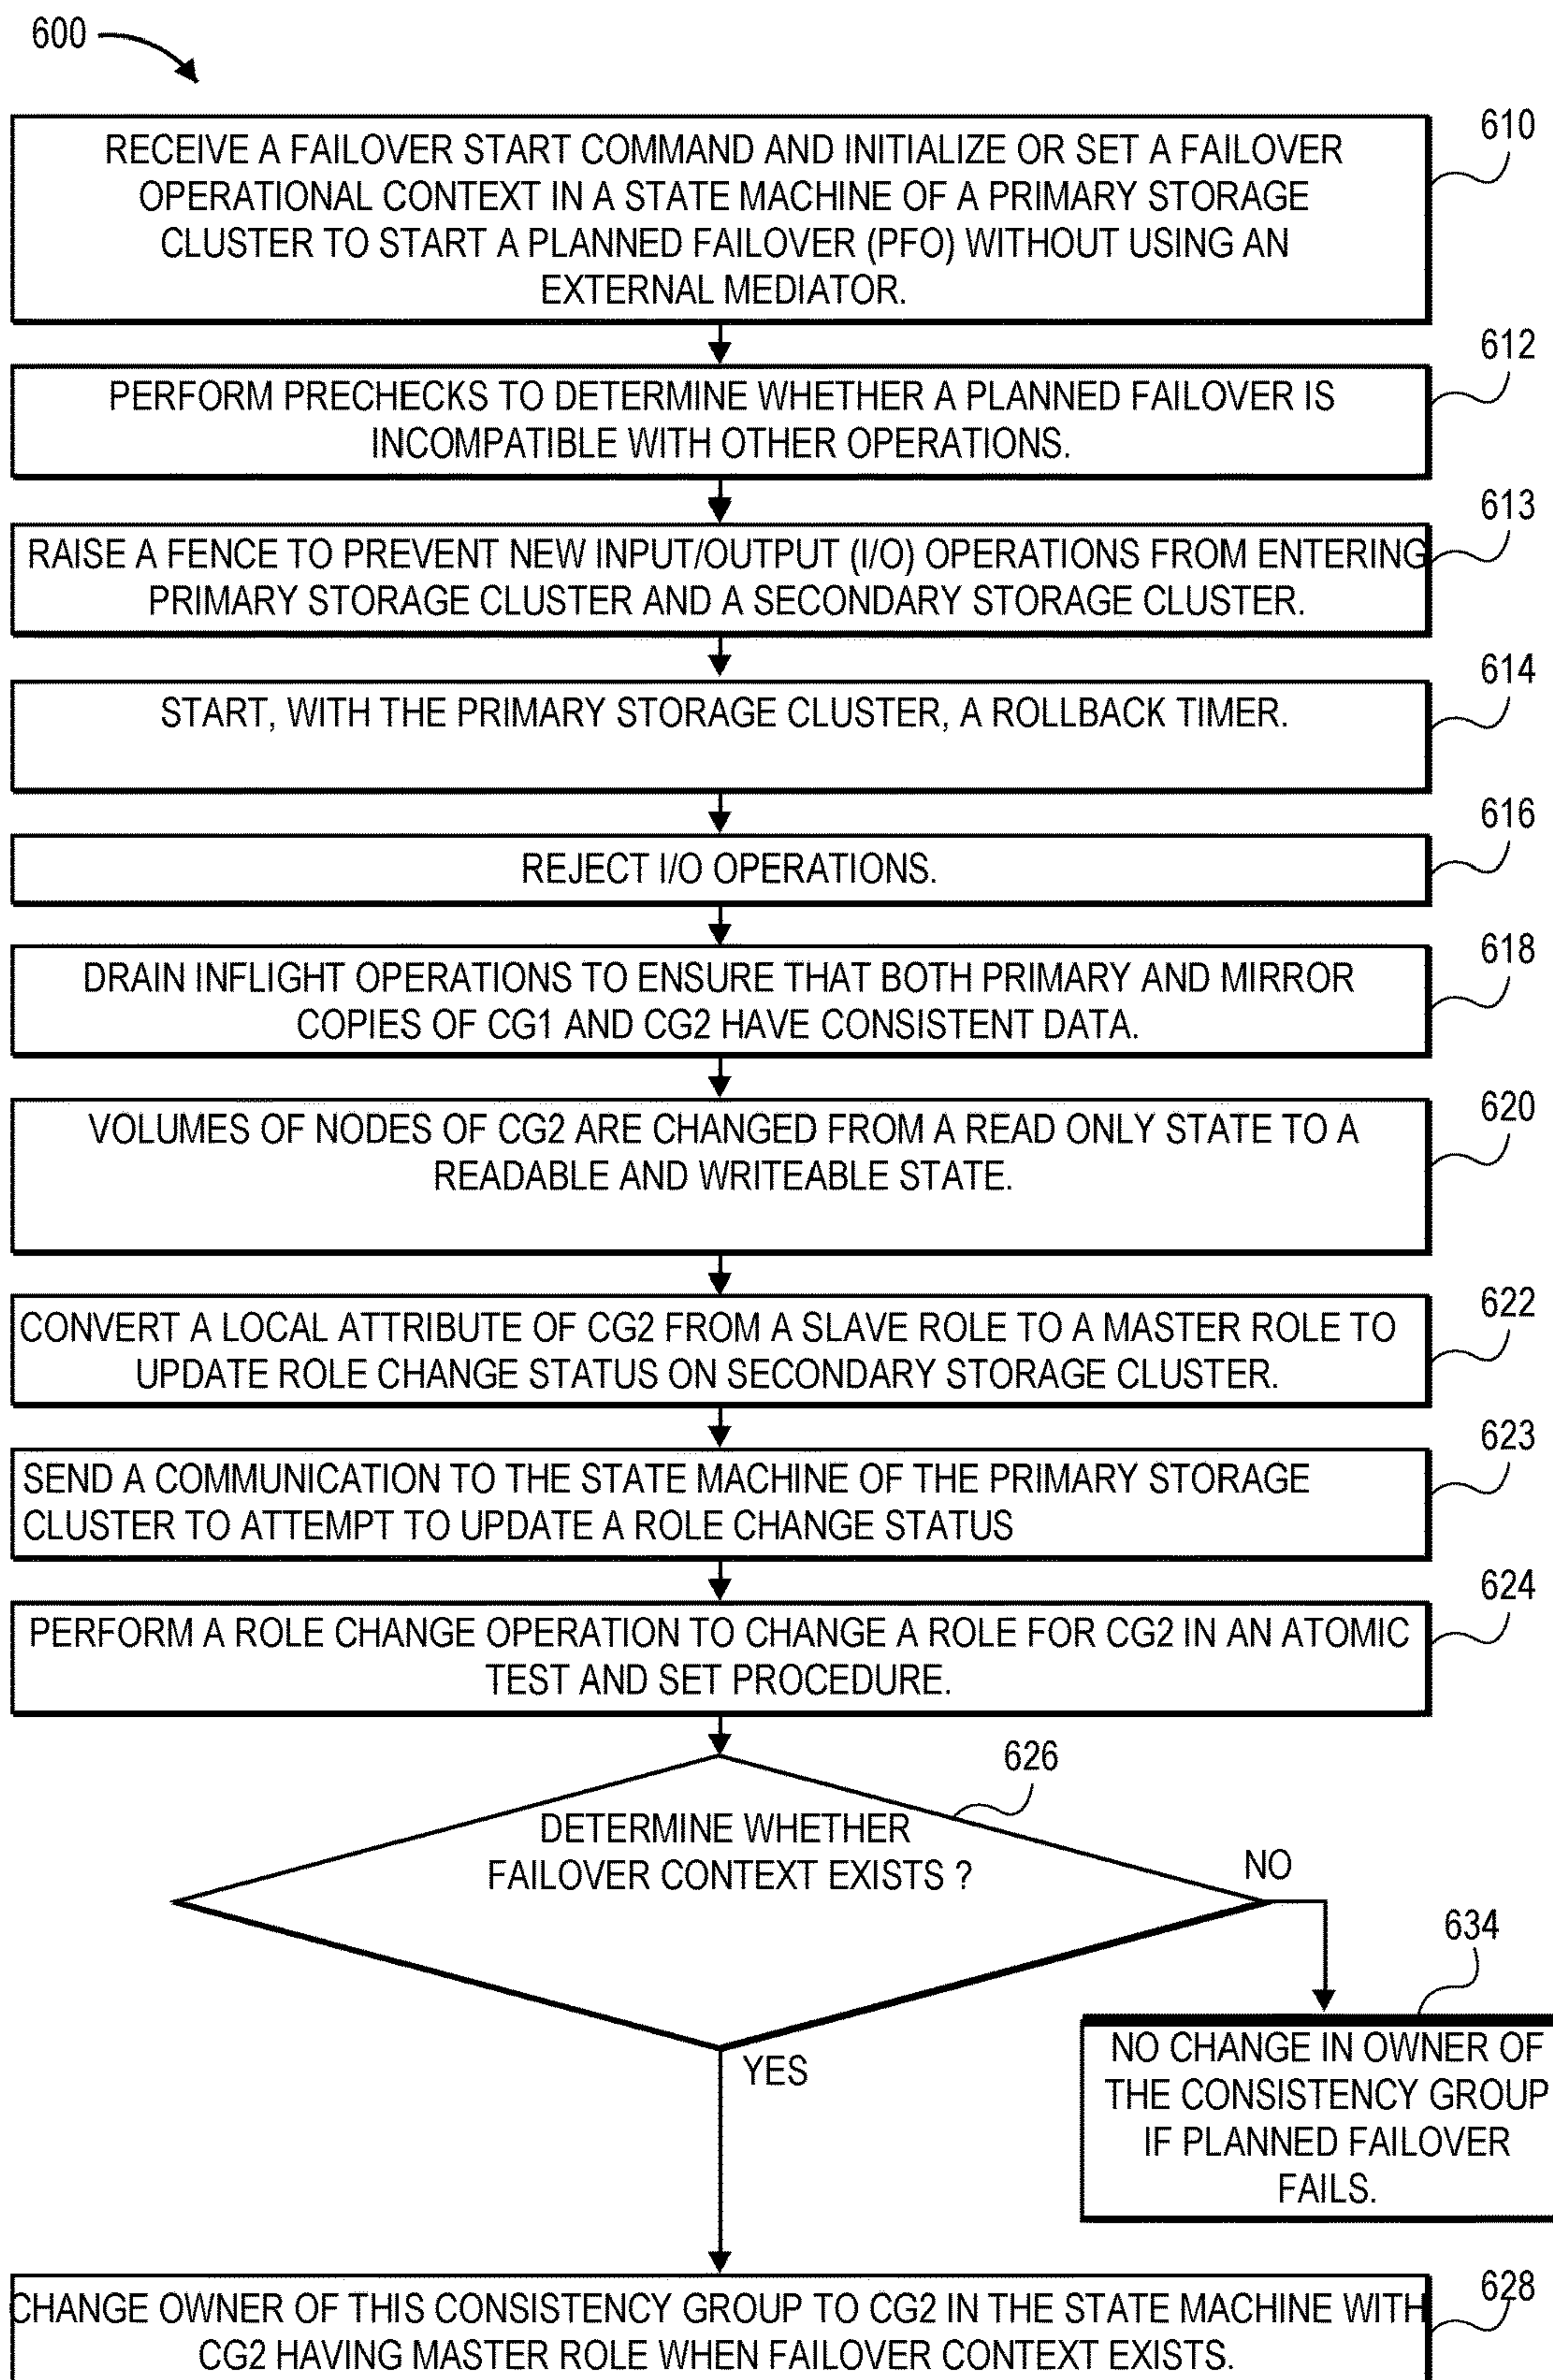 600
610
RECEIVE A FAILOVER START COMMAND AND INITIALIZE OR SET A FAILOVER
OPERATIONAL CONTEXT IN A STATE MACHINE OF A PRIMARY STORAGE
CLUSTER TO START A PLANNED FAILOVER (PFO) WITHOUT USING AN
EXTERNAL MEDIATOR.
612
PERFORM PRECHECKS TO DETERMINE WHETHER A PLANNED FAILOVER IS
INCOMPATIBLE WITH OTHER OPERATIONS.
613
RAISE A FENCE TO PREVENT NEW INPUT/OUTPUT (I/O) OPERATIONS FROM ENTERING
PRIMARY STORAGE CLUSTER AND A SECONDARY STORAGE CLUSTER.
614
START, WITH THE PRIMARY STORAGE CLUSTER, A ROLLBACK TIMER.
616
REJECT I/O OPERATIONS.
618
DRAIN INFLIGHT OPERATIONS TO ENSURE THAT BOTH PRIMARY AND MIRROR
COPIES OF CG1 AND CG2 HAVE CONSISTENT DATA.
620
VOLUMES OF NODES OF CG2 ARE CHANGED FROM A READ ONLY STATE TO A
READABLE AND WRITEABLE STATE.
622
CONVERT A LOCAL ATTRIBUTE OF CG2 FROM A SLAVE ROLE TO A MASTER ROLE TO
UPDATE ROLE CHANGE STATUS ON SECONDARY STORAGE CLUSTER.
623
SEND A COMMUNICATION TO THE STATE MACHINE OF THE PRIMARY STORAGE
CLUSTER TO ATTEMPT TO UPDATE A ROLE CHANGE STATUS
624
PERFORM A ROLE CHANGE OPERATION TO CHANGE A ROLE FOR CG2 IN AN ATOMIC
TEST AND SET PROCEDURE.
626
DETERMINE WHETHER
FAILOVER CONTEXT EXISTS ?
NO
634
NO CHANGE IN OWNER OF
THE CONSISTENCY GROUP
IF PLANNED FAILOVER
FAILS.
YES
628
CHANGE OWNER OF THIS CONSISTENCY GROUP TO CG2 IN THE STATE MACHINE WITH
CG2 HAVING MASTER ROLE WHEN FAILOVER CONTEXT EXISTS.